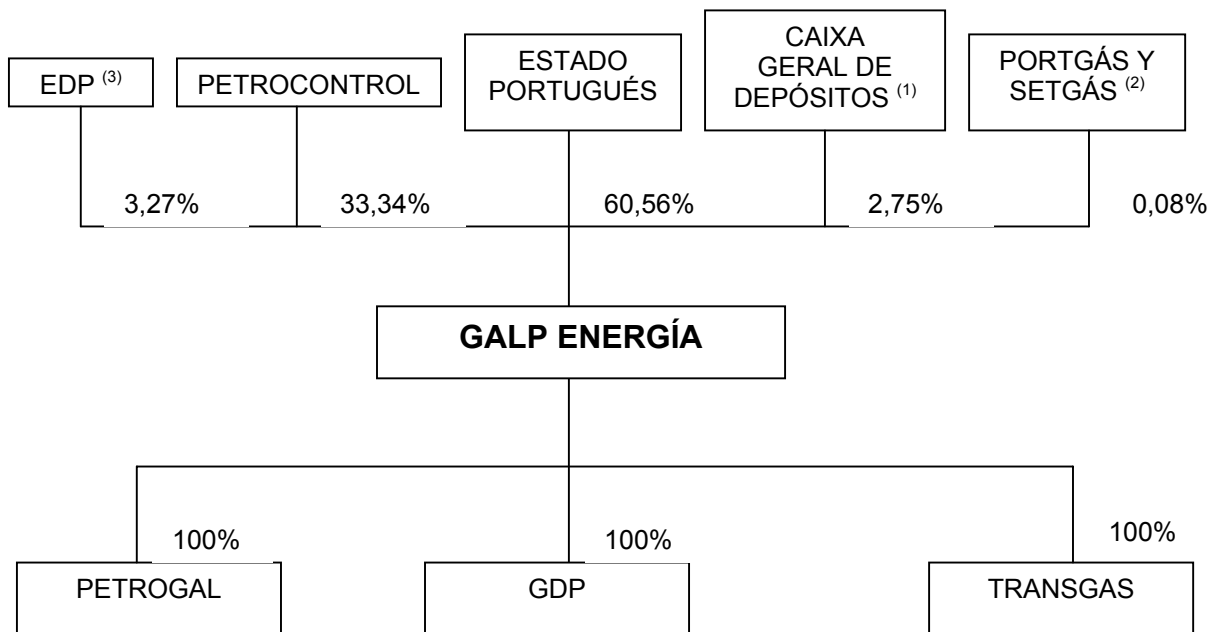 EDP (3)
PETROCONTROL
ESTADO
PORTUGUÉS
CAIXA
GERAL DE
DEPÓSITOS (1)
PORTGÁS Y
SETGÁS (2)
3,27%
33,34%
60,56%
2,75%
0,08%
GALP ENERGÍA
100%
100%
100%
PETROGAL
GDP
TRANSGAS